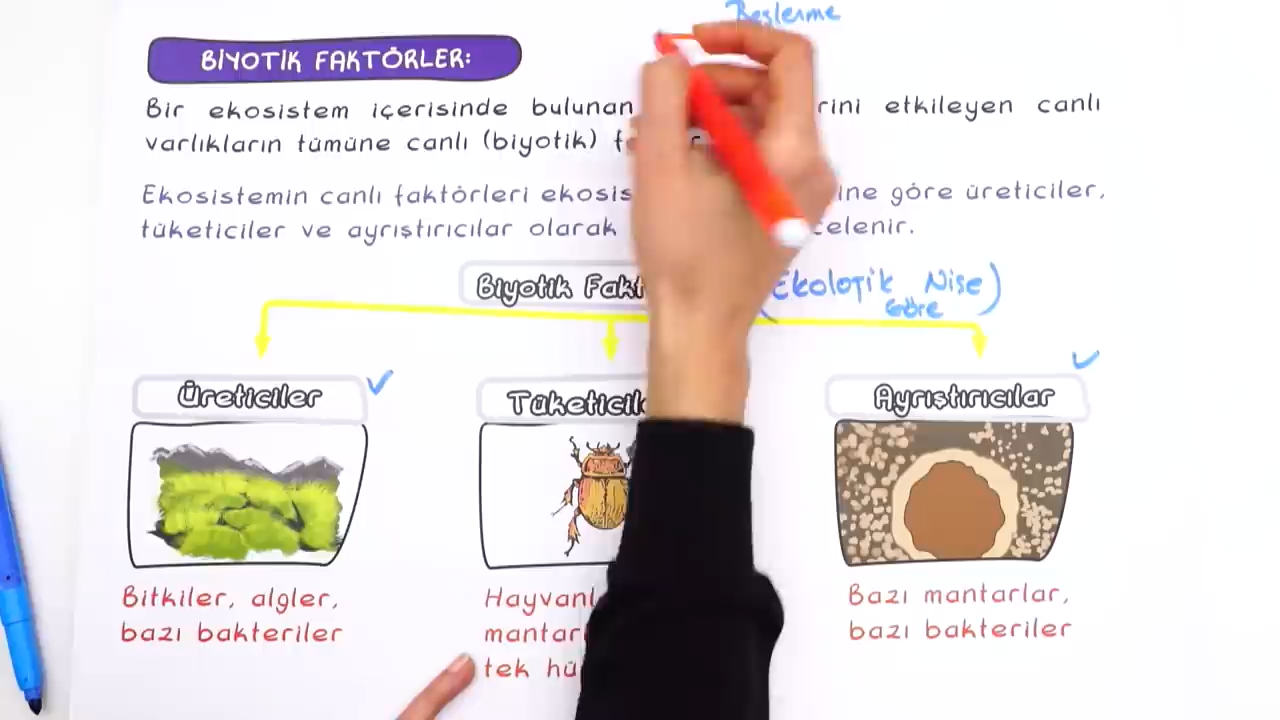 Beslenme
BİYOTİK FAKTÖRLER:
Bir ekosistem içerisinde bulunan rini etkileyen canlı
varlıkların tümüne canlı (biyotik)
Ekosistemin canlı faktörleri ekosis ine göre üreticiler,
tüketiciler ve ayrıştırıcılar olarak celenir.
Biyotik Fakt (Ekolojik Nişe)
Göre
Üreticiler
Tüketicil
Ayrıştırıcılar
Bitkiler, algler,
bazı bakteriler
Hayvanl
mantar
tek hü
Bazı mantarlar,
bazı bakteriler